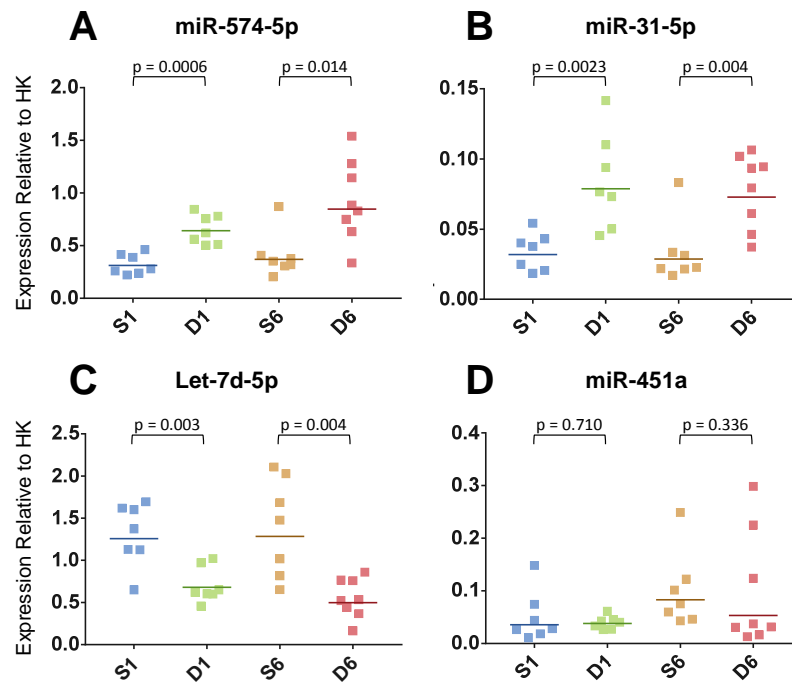 A
miR-574-5p
p = 0.0006
p = 0.014
Expression Relative to HK
2.0
1.5
1.0
0.5
0.0
S1
D1
S6
D6
B
miR-31-5p
p = 0.0023
p = 0.004
0.15
0.10
0.05
0.00
S1
D1
S6
D6
C
Let-7d-5p
p = 0.003
p = 0.004
Expression Relative to HK
2.5
2.0
1.5
1.0
0.5
0.0
S1
D1
S6
D6
D
miR-451a
p = 0.710
p = 0.336
0.4
0.3
0.2
0.1
0.0
S1
D1
S6
D6